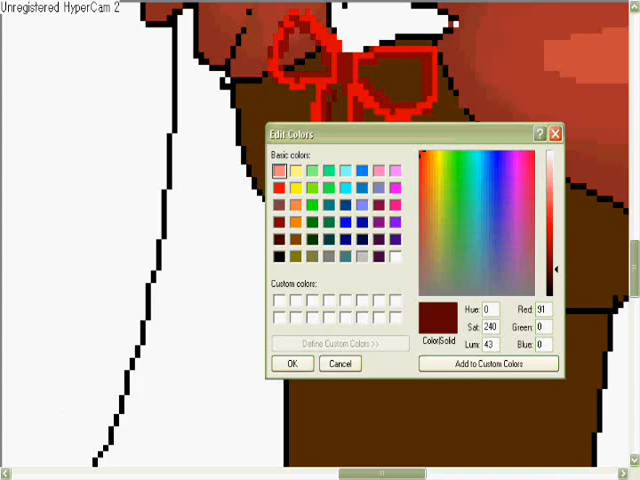 Unregistered HyperCam 2
Edit Colors
Basic colors:
Custom colors:
Define Custom Colors >>
OK
Cancel
Color|Solid
Hue: 0
Sat: 240
Lum: 43
Red: 91
Green: 0
Blue: 0
Add to Custom Colors